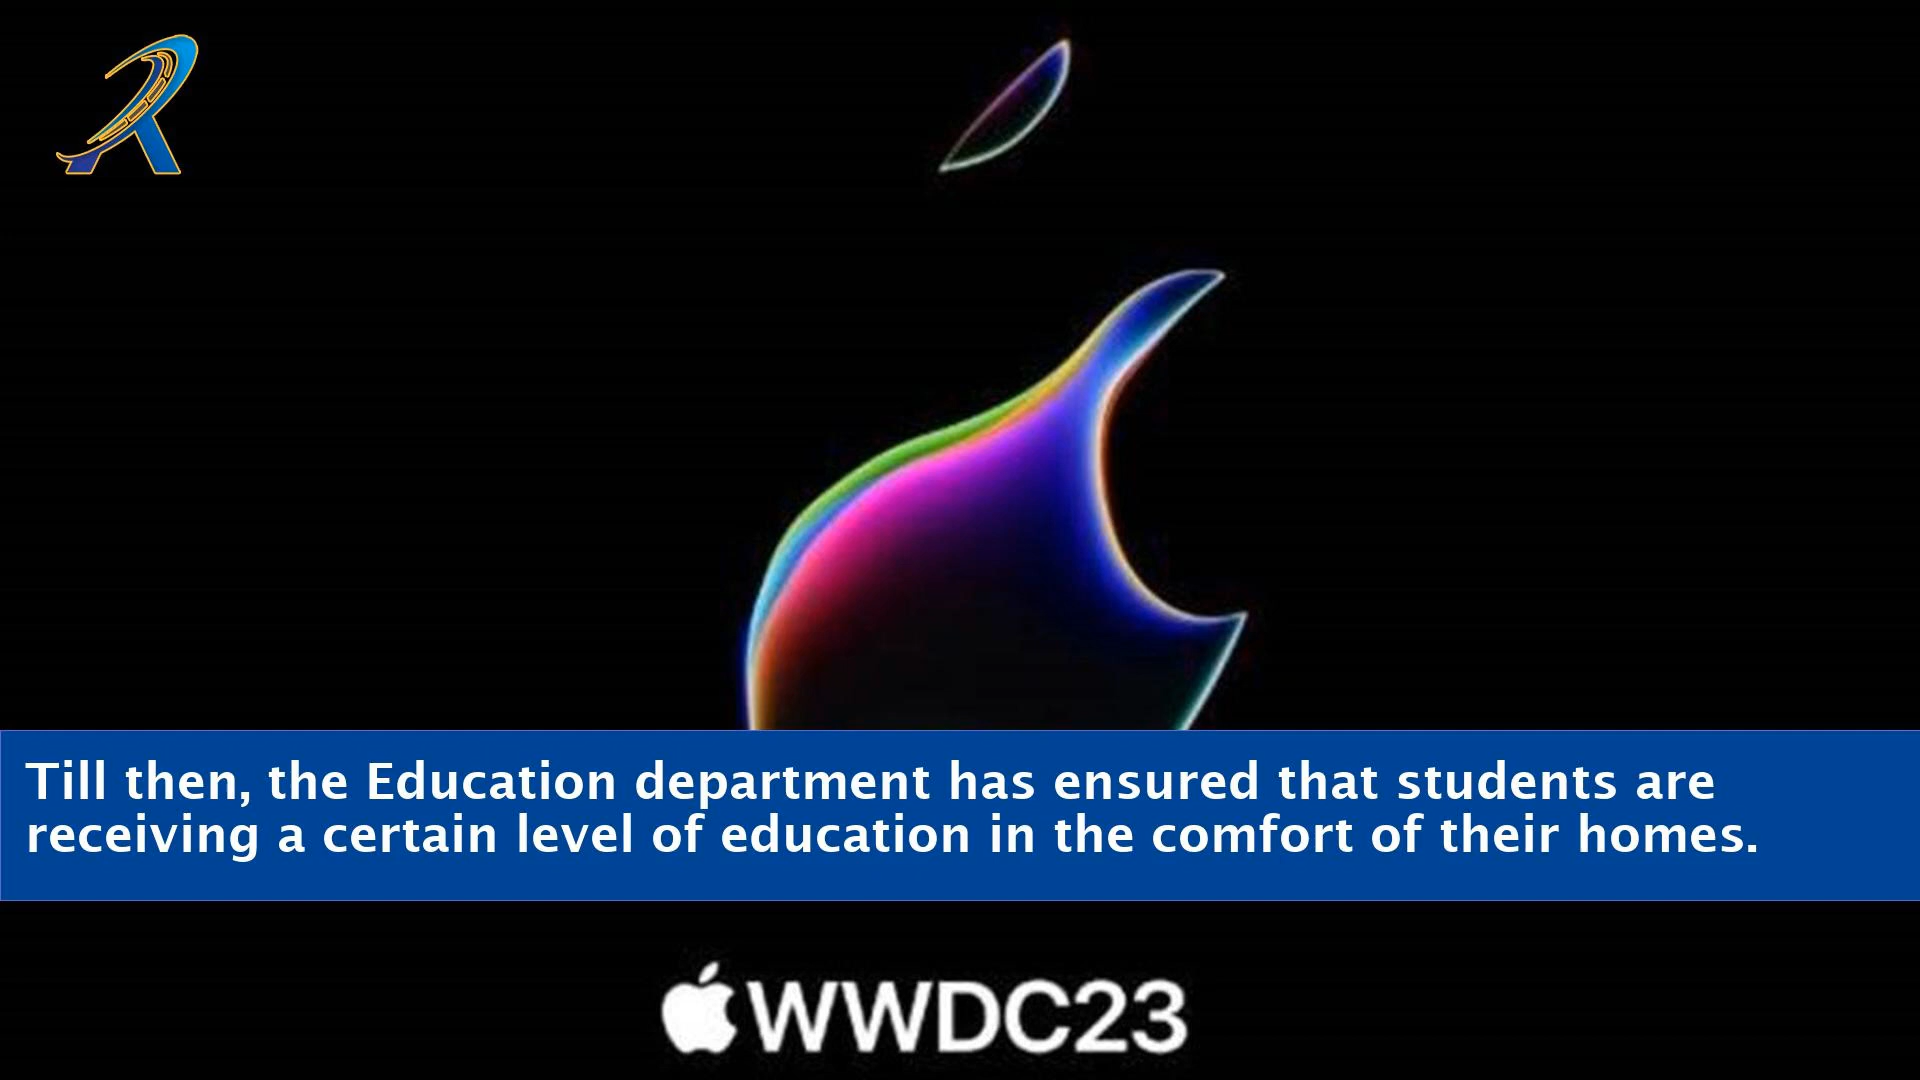 Till then, the Education department has ensured that students are
receiving a certain level of education in the comfort of their homes.
WWDC23